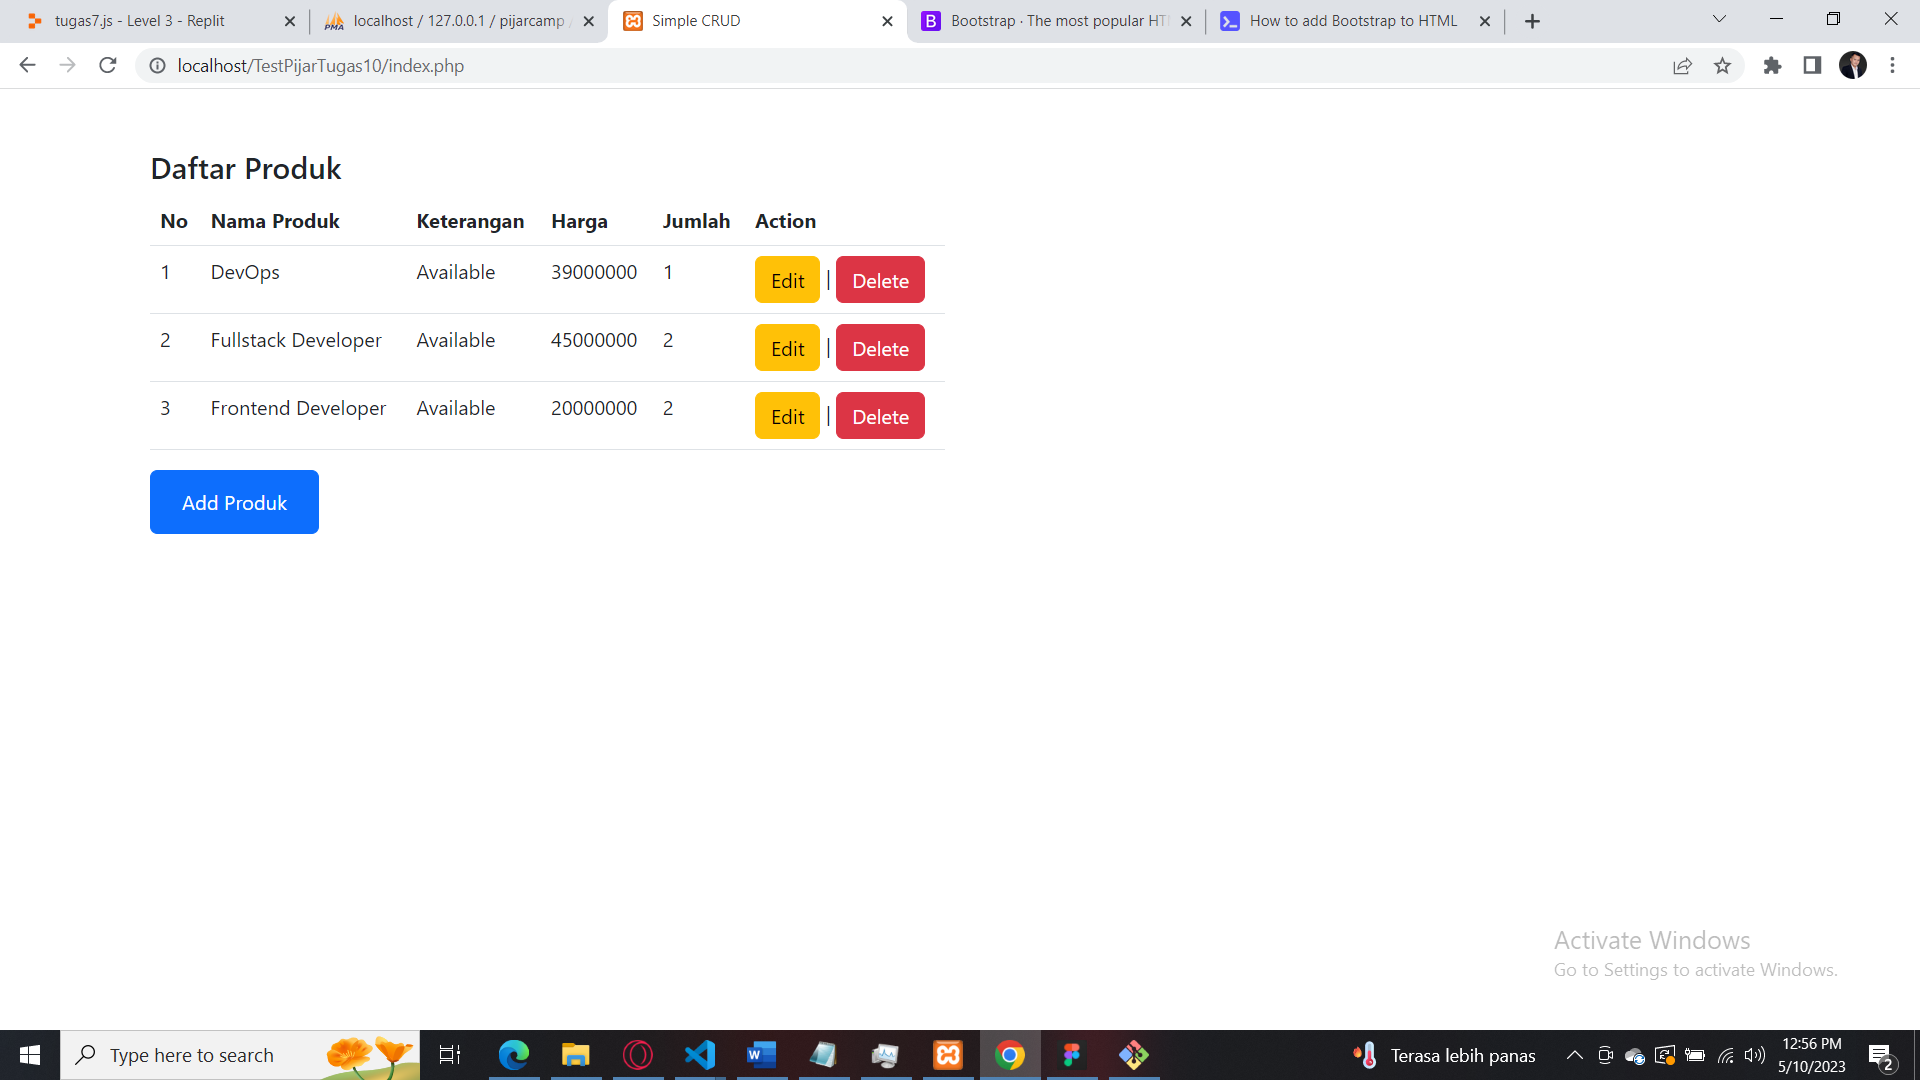 tugas7.js - Level 3 - Replit
localhost / 127.0.0.1 / pijarcamp /
Simple CRUD
Bootstrap · The most popular HT
How to add Bootstrap to HTML
localhost/TestPijarTugas10/index.php
Daftar Produk
No Nama Produk Keterangan Harga Jumlah Action
1 DevOps Available 39000000 1 Edit | Delete
2 Fullstack Developer Available 45000000 2 Edit | Delete
3 Frontend Developer Available 20000000 2 Edit | Delete
Add Produk
Activate Windows
Go to Settings to activate Windows.
Type here to search
Terasa lebih panas
12:56 PM
5/10/2023
2